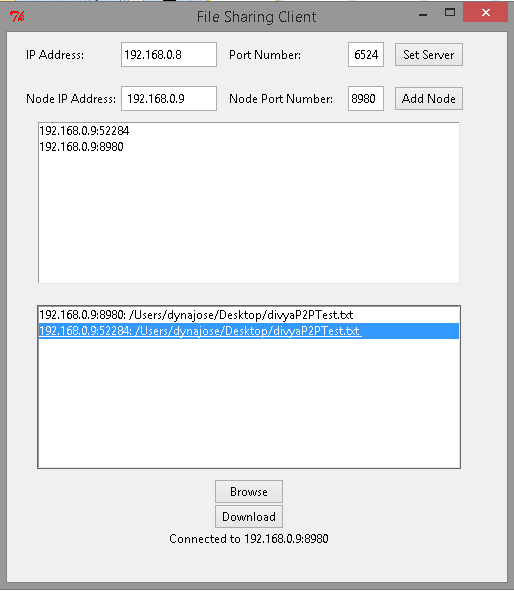 File Sharing Client
IP Address: 192.168.0.8 Port Number: 6524 Set Server
Node IP Address: 192.168.0.9 Node Port Number: 8980 Add Node
192.168.0.9:52284
192.168.0.9:8980
192.168.0.9:8980: /Users/dynajose/Desktop/divyaP2PTest.txt
192.168.0.9:52284: /Users/dynajose/Desktop/divyaP2PTest.txt
Browse
Download
Connected to 192.168.0.9:8980